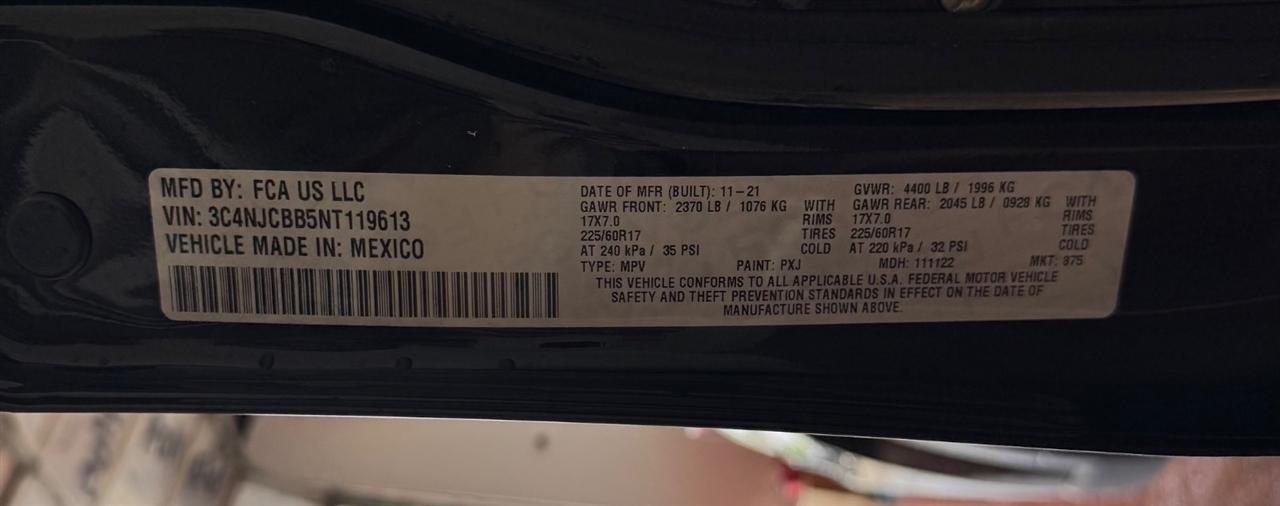 MFD BY: FCA US LLC
VIN: 3C4NJCBB5NT119613
VEHICLE MADE IN: MEXICO
DATE OF MFR (BUILT): 11-21 GVWR: 4400 LB / 1996 KG
GAWR FRONT: 2370 LB / 1076 KG WITH GAWR REAR: 2045 LB / 0928 KG WITH
17X7.0 RIMS 17X7.0 RIMS
225/60R17 TIRES 225/60R17 TIRES
AT 240 kPa / 35 PSI COLD AT 220 kPa / 32 PSI COLD
TYPE: MPV PAINT: PXJ MDH: 111122 MKT: 875
THIS VEHICLE CONFORMS TO ALL APPLICABLE U.S.A. FEDERAL MOTOR VEHICLE
SAFETY AND THEFT PREVENTION STANDARDS IN EFFECT ON THE DATE OF
MANUFACTURE SHOWN ABOVE.